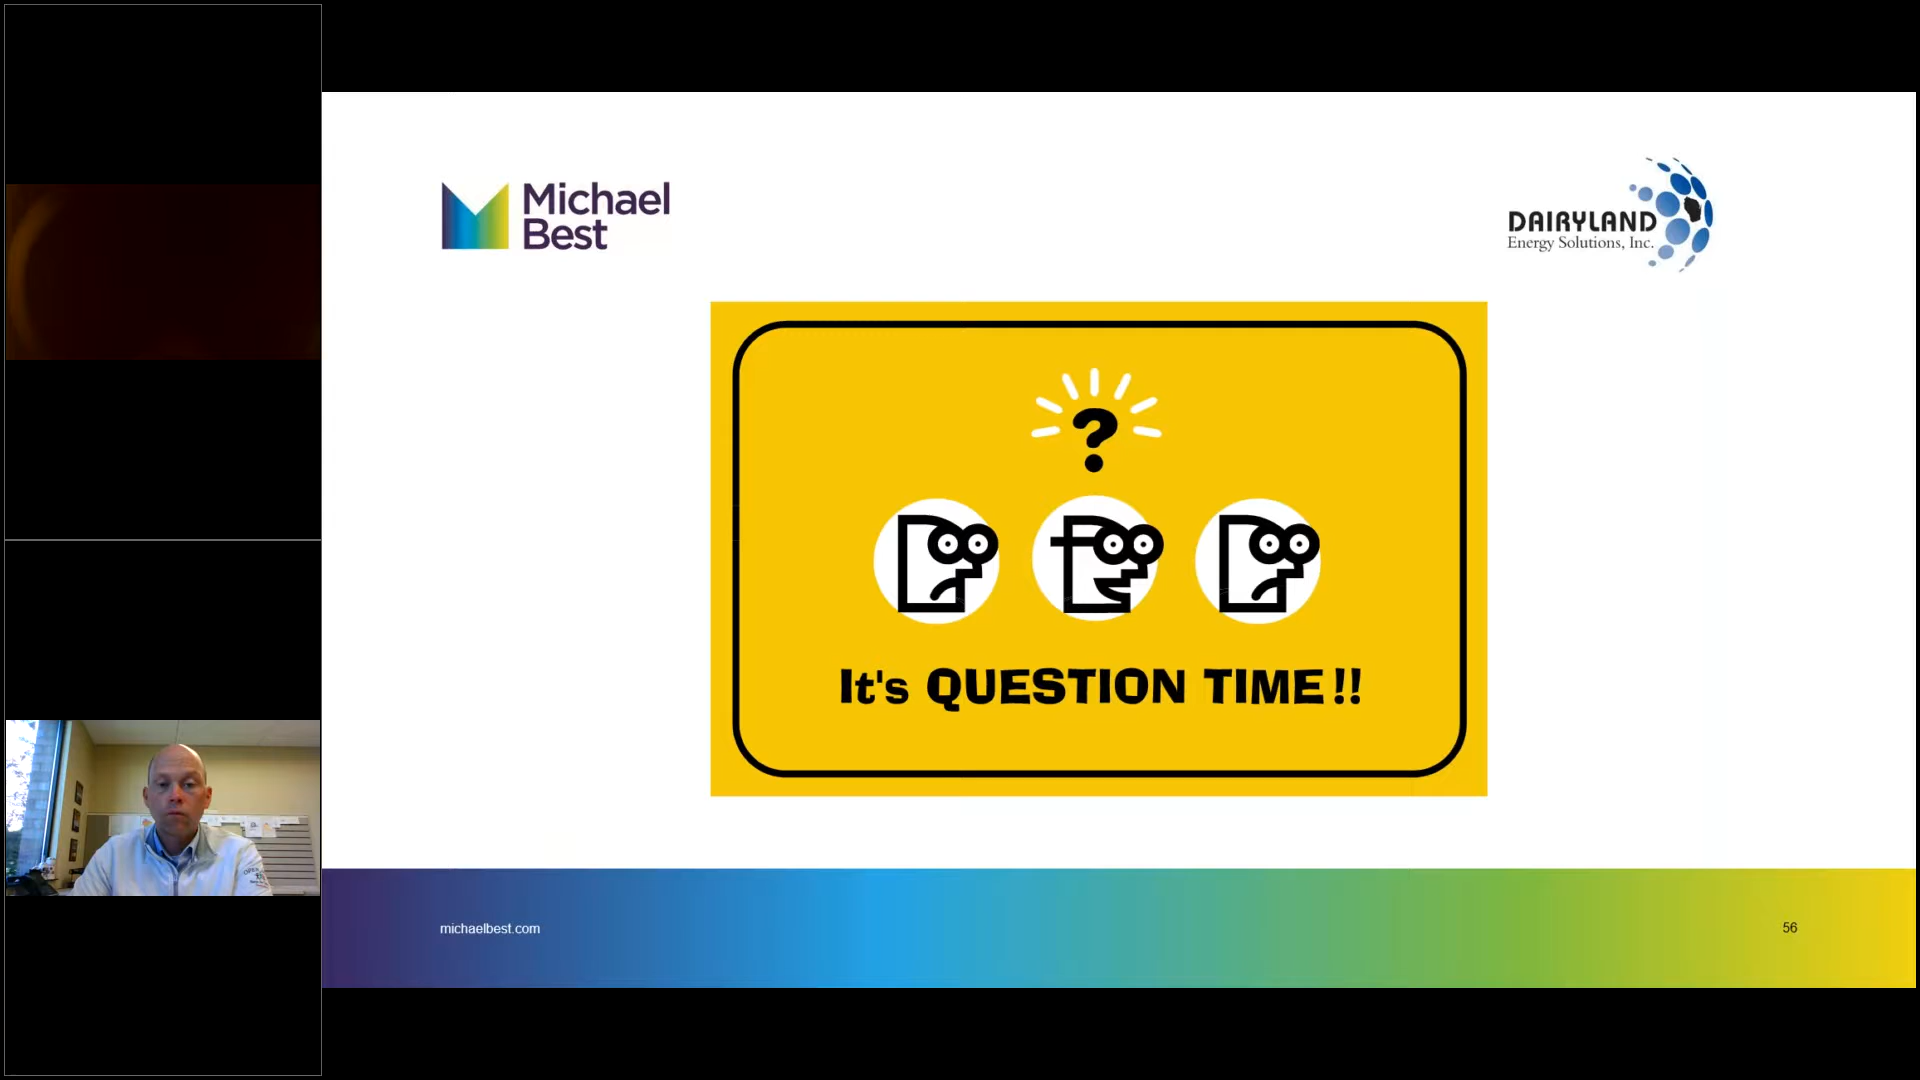 Michael
Best
DAIRYLAND
Energy Solutions, Inc.
?
It's QUESTION TIME!!
michaelbest.com
56